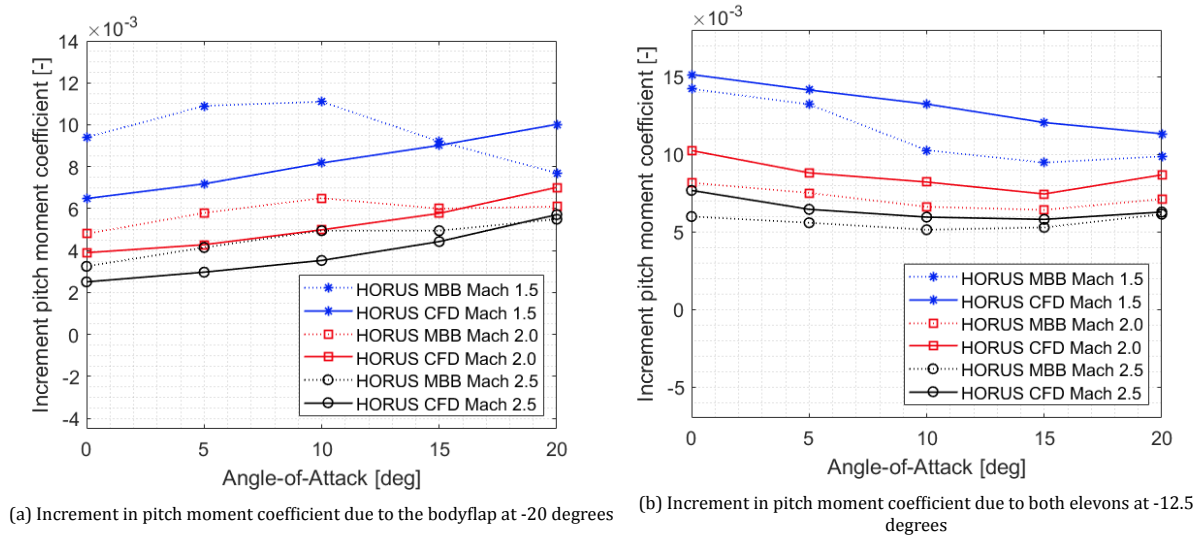 ×10⁻³
14
12
10
8
6
4
2
0
-2
-4
Increment pitch moment coefficient [-]
HORUS MBB Mach 1.5
HORUS CFD Mach 1.5
HORUS MBB Mach 2.0
HORUS CFD Mach 2.0
HORUS MBB Mach 2.5
HORUS CFD Mach 2.5
0 5 10 15 20
Angle-of-Attack [deg]
(a) Increment in pitch moment coefficient due to the bodyflap at -20 degrees
×10⁻³
15
10
5
0
-5
Increment pitch moment coefficient [-]
HORUS MBB Mach 1.5
HORUS CFD Mach 1.5
HORUS MBB Mach 2.0
HORUS CFD Mach 2.0
HORUS MBB Mach 2.5
HORUS CFD Mach 2.5
0 5 10 15 20
Angle-of-Attack [deg]
(b) Increment in pitch moment coefficient due to both elevons at -12.5
degrees